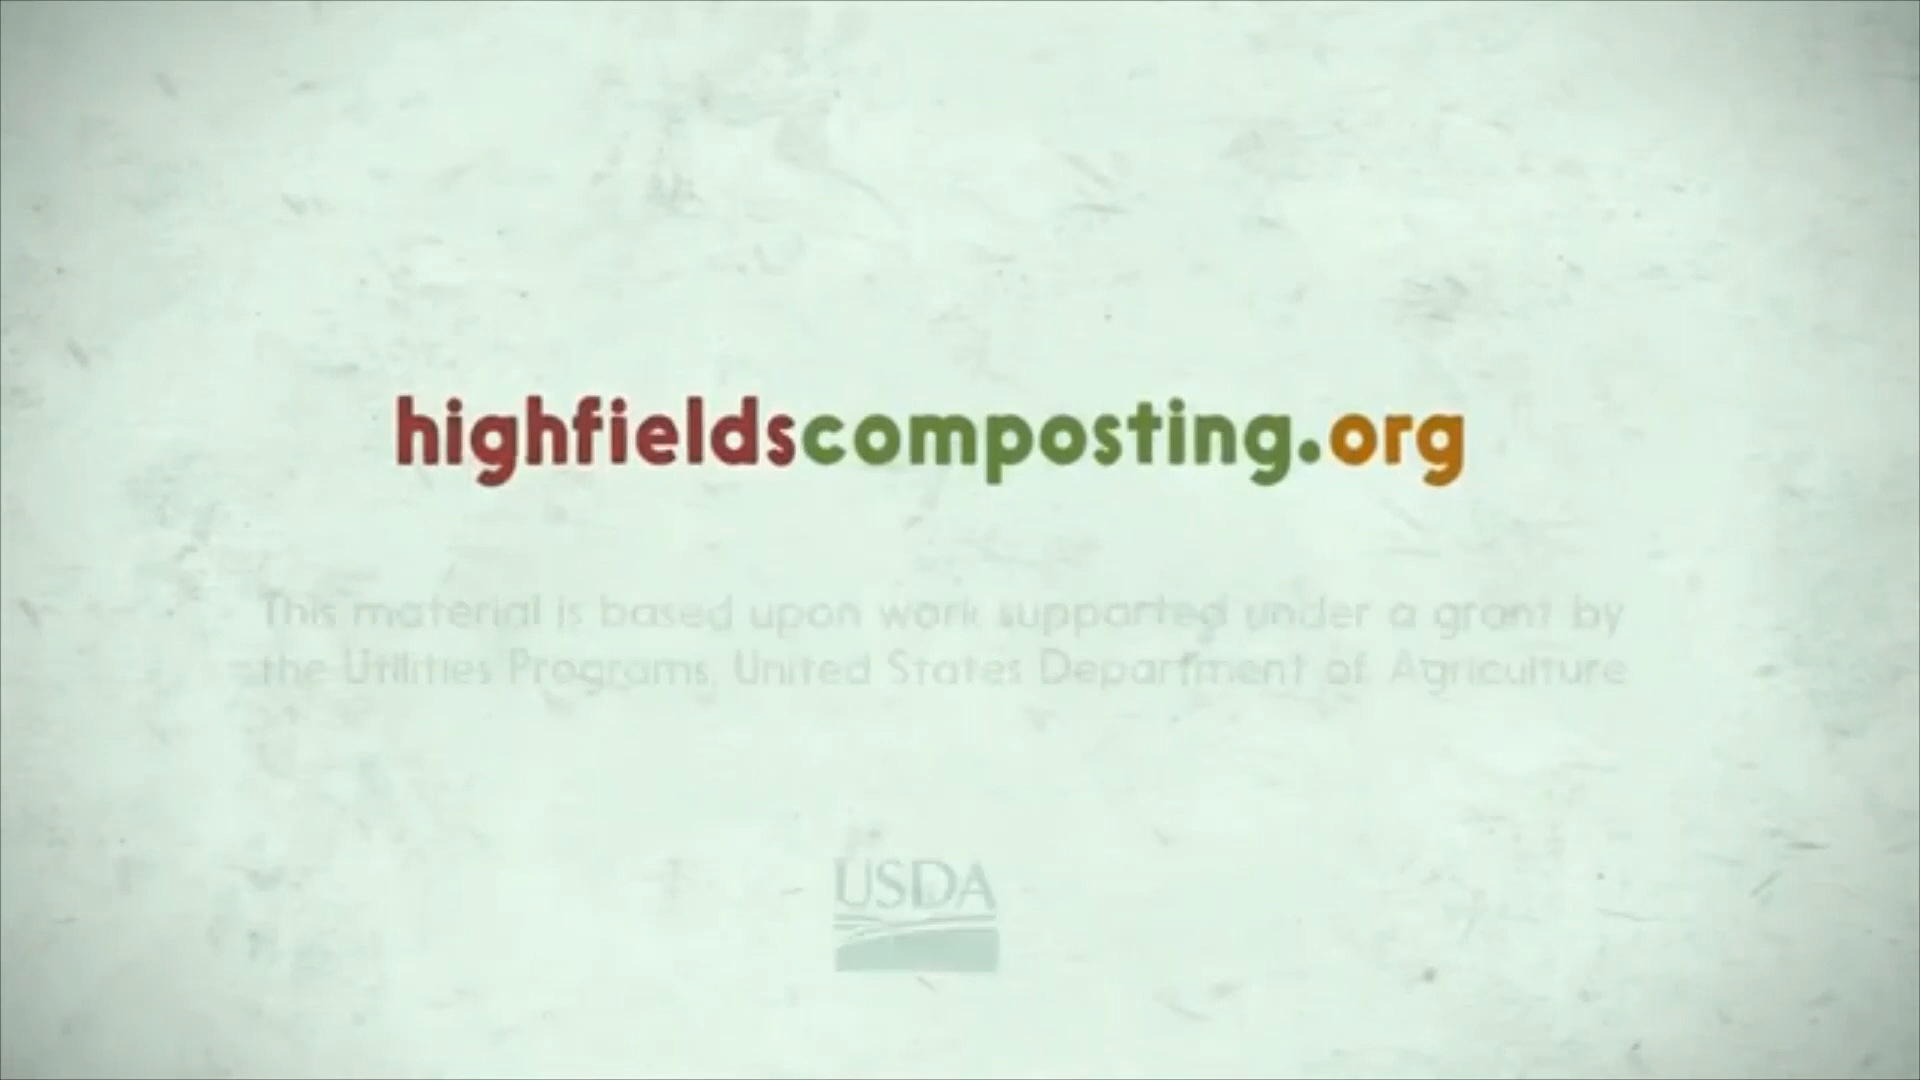 highfieldscomposting.org
This material is based upon work supported under a grant by
the Utilities Programs, United States Department of Agriculture
USDA